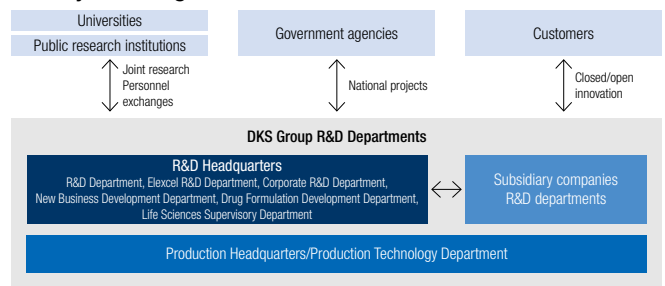 Universities
Public research institutions
Government agencies
Customers
Joint research
Personnel
exchanges
National projects
Closed/open
innovation
DKS Group R&D Departments
R&D Headquarters
R&D Department, Elexcel R&D Department, Corporate R&D Department,
New Business Development Department, Drug Formulation Development Department,
Life Sciences Supervisory Department
Subsidiary companies
R&D departments
Production Headquarters/Production Technology Department